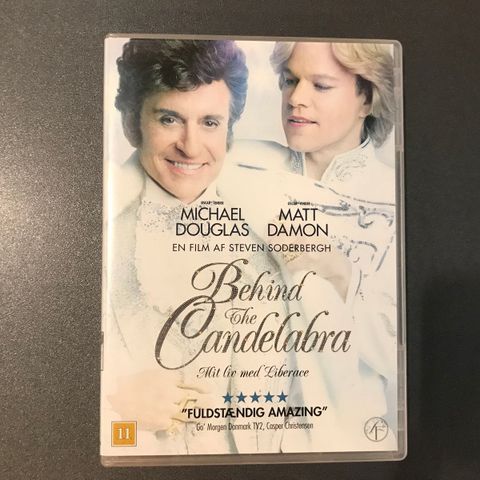 MICHAEL MATT
DOUGLAS DAMON
EN FILM AF STEVEN SODERBERGH
Behind
The
Candelabra
Mit liv med Liberace
"FULDSTÆNDIG AMAZING"
Go' Morgen Danmark TV2, Casper Christensen
11